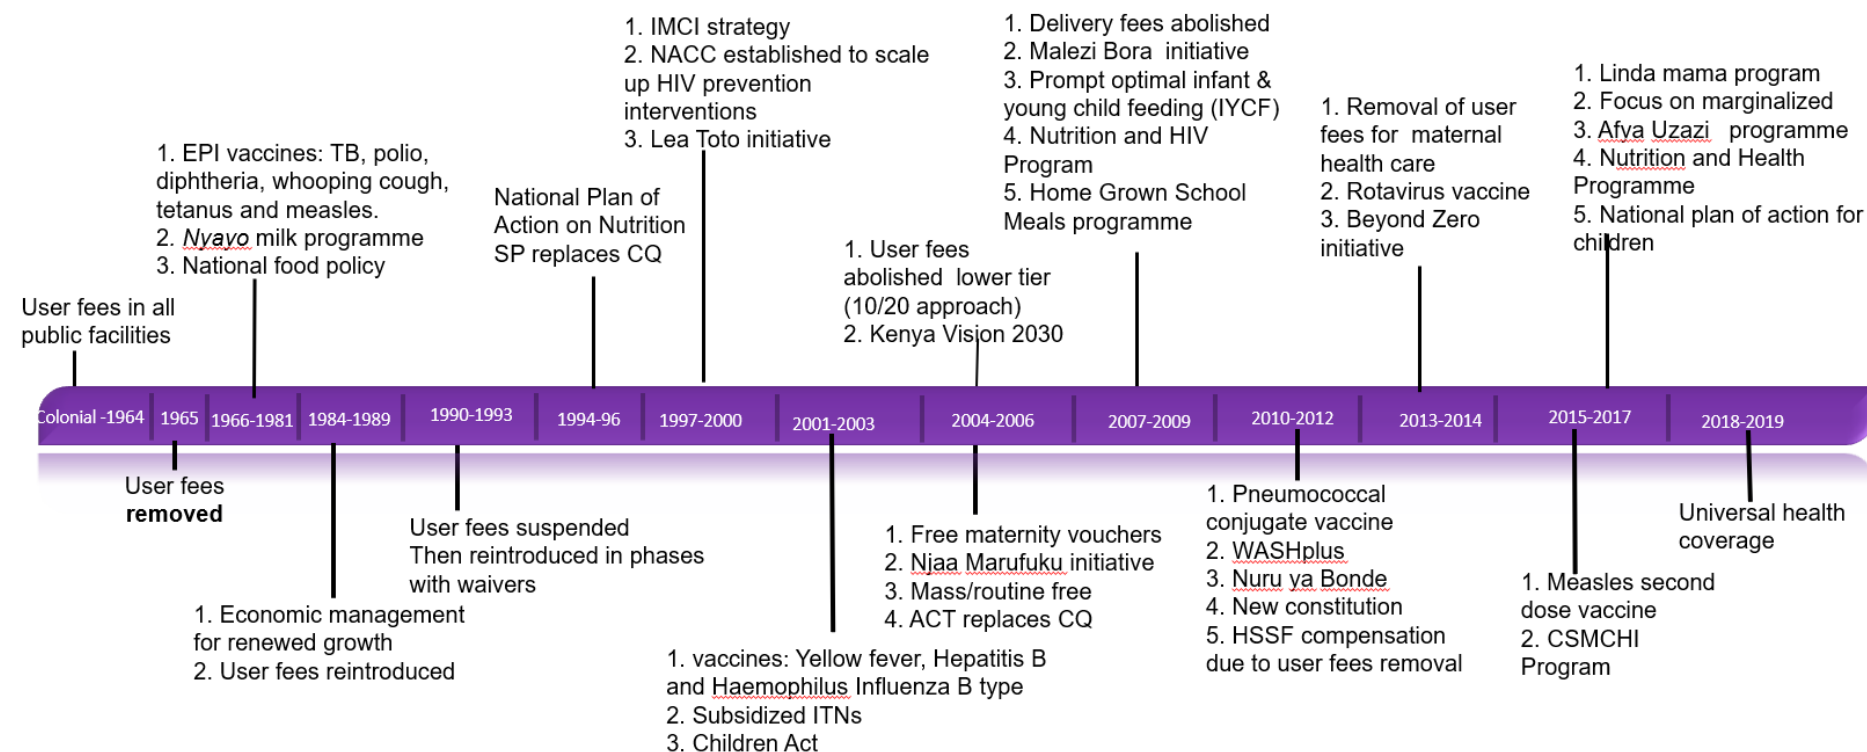 1. IMCI strategy
2. NACC established to scale
up HIV prevention
interventions
3. Lea Toto initiative
1. Delivery fees abolished
2. Malezi Bora initiative
3. Prompt optimal infant &
young child feeding (IYCF)
4. Nutrition and HIV
Program
5. Home Grown School
Meals programme
1. Linda mama program
2. Focus on marginalized
3. Afya Uzazi programme
4. Nutrition and Health
Programme
5. National plan of action for
children
1. Removal of user
fees for maternal
health care
2. Rotavirus vaccine
3. Beyond Zero
initiative
1. EPI vaccines: TB, polio,
diphtheria, whooping cough,
tetanus and measles.
2. Nyayo milk programme
3. National food policy
National Plan of
Action on Nutrition
SP replaces CQ
1. User fees
abolished lower tier
(10/20 approach)
2. Kenya Vision 2030
User fees in all
public facilities
Colonial -1964
1965
1966-1981
1984-1989
1990-1993
1994-96
1997-2000
2001-2003
2004-2006
2007-2009
2010-2012
2013-2014
2015-2017
2018-2019
User fees
removed
1. Economic management
for renewed growth
2. User fees reintroduced
User fees suspended
Then reintroduced in phases
with waivers
1. vaccines: Yellow fever, Hepatitis B
and Haemophilus Influenza B type
2. Subsidized ITNs
3. Children Act
1. Free maternity vouchers
2. Njaa Marufuku initiative
3. Mass/routine free
4. ACT replaces CQ
1. Pneumococcal
conjugate vaccine
2. WASHplus
3. Nuru ya Bonde
4. New constitution
5. HSSF compensation
due to user fees removal
1. Measles second
dose vaccine
2. CSMCHI
Program
Universal health
coverage